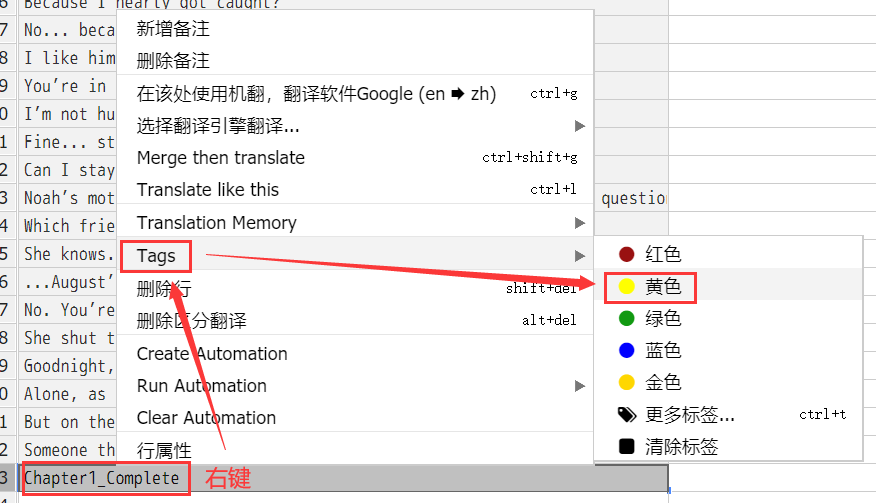 6 Because I nearly got caught?
7 No... beca
8 I like him
9 You're in
0 I'm not hu
1 Fine... st
2 Can I stay
3 Noah's mot
question
4 Which frie
5 She knows.
6 ...August'
7 No. You're
8 She shut t
9 Goodnight,
0 Alone, as
1 But on the
2 Someone th
3 Chapter1_Complete
右键
新增备注
删除备注
在该处使用机翻，翻译软件Google (en ➡ zh) ctrl+g
选择翻译引擎翻译...
Merge then translate ctrl+shift+g
Translate like this ctrl+l
Translation Memory
Tags
删除行 shift+del
删除区分翻译 alt+del
Create Automation
Run Automation
Clear Automation
行属性
红色
黄色
绿色
蓝色
金色
更多标签... ctrl+t
清除标签